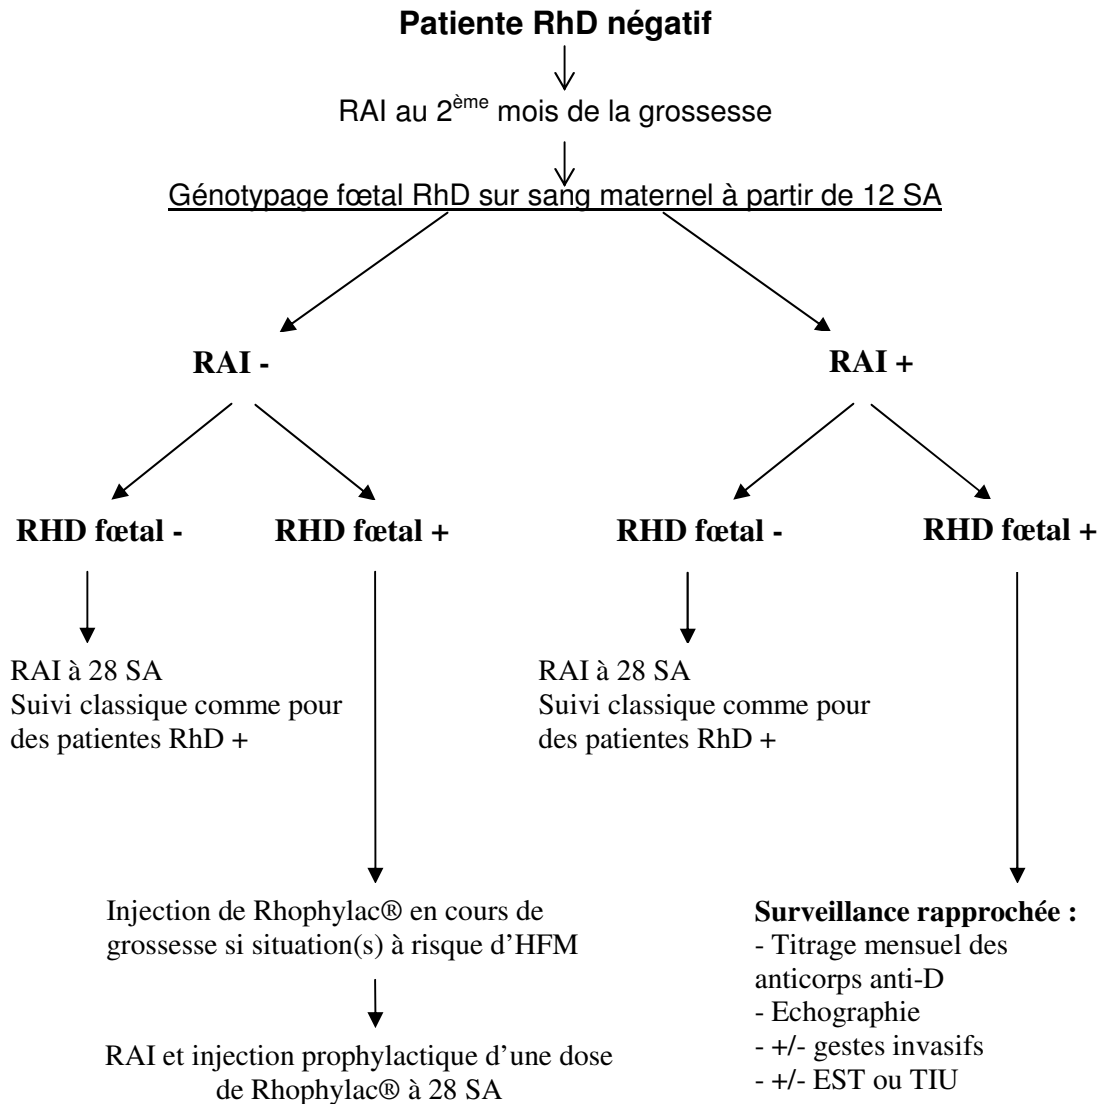 Patiente RhD négatif
RAI au 2ème mois de la grossesse
Génotypage fœtal RhD sur sang maternel à partir de 12 SA
RAI -
RAI +
RHD fœtal -
RHD fœtal +
RHD fœtal -
RHD fœtal +
RAI à 28 SA
Suivi classique comme pour
des patientes RhD +
RAI à 28 SA
Suivi classique comme pour
des patientes RhD +
Injection de Rhophylac® en cours de
grossesse si situation(s) à risque d’HFM
RAI et injection prophylactique d’une dose
de Rhophylac® à 28 SA
Surveillance rapprochée :
- Titrage mensuel des
anticorps anti-D
- Echographie
- +/- gestes invasifs
- +/- EST ou TIU